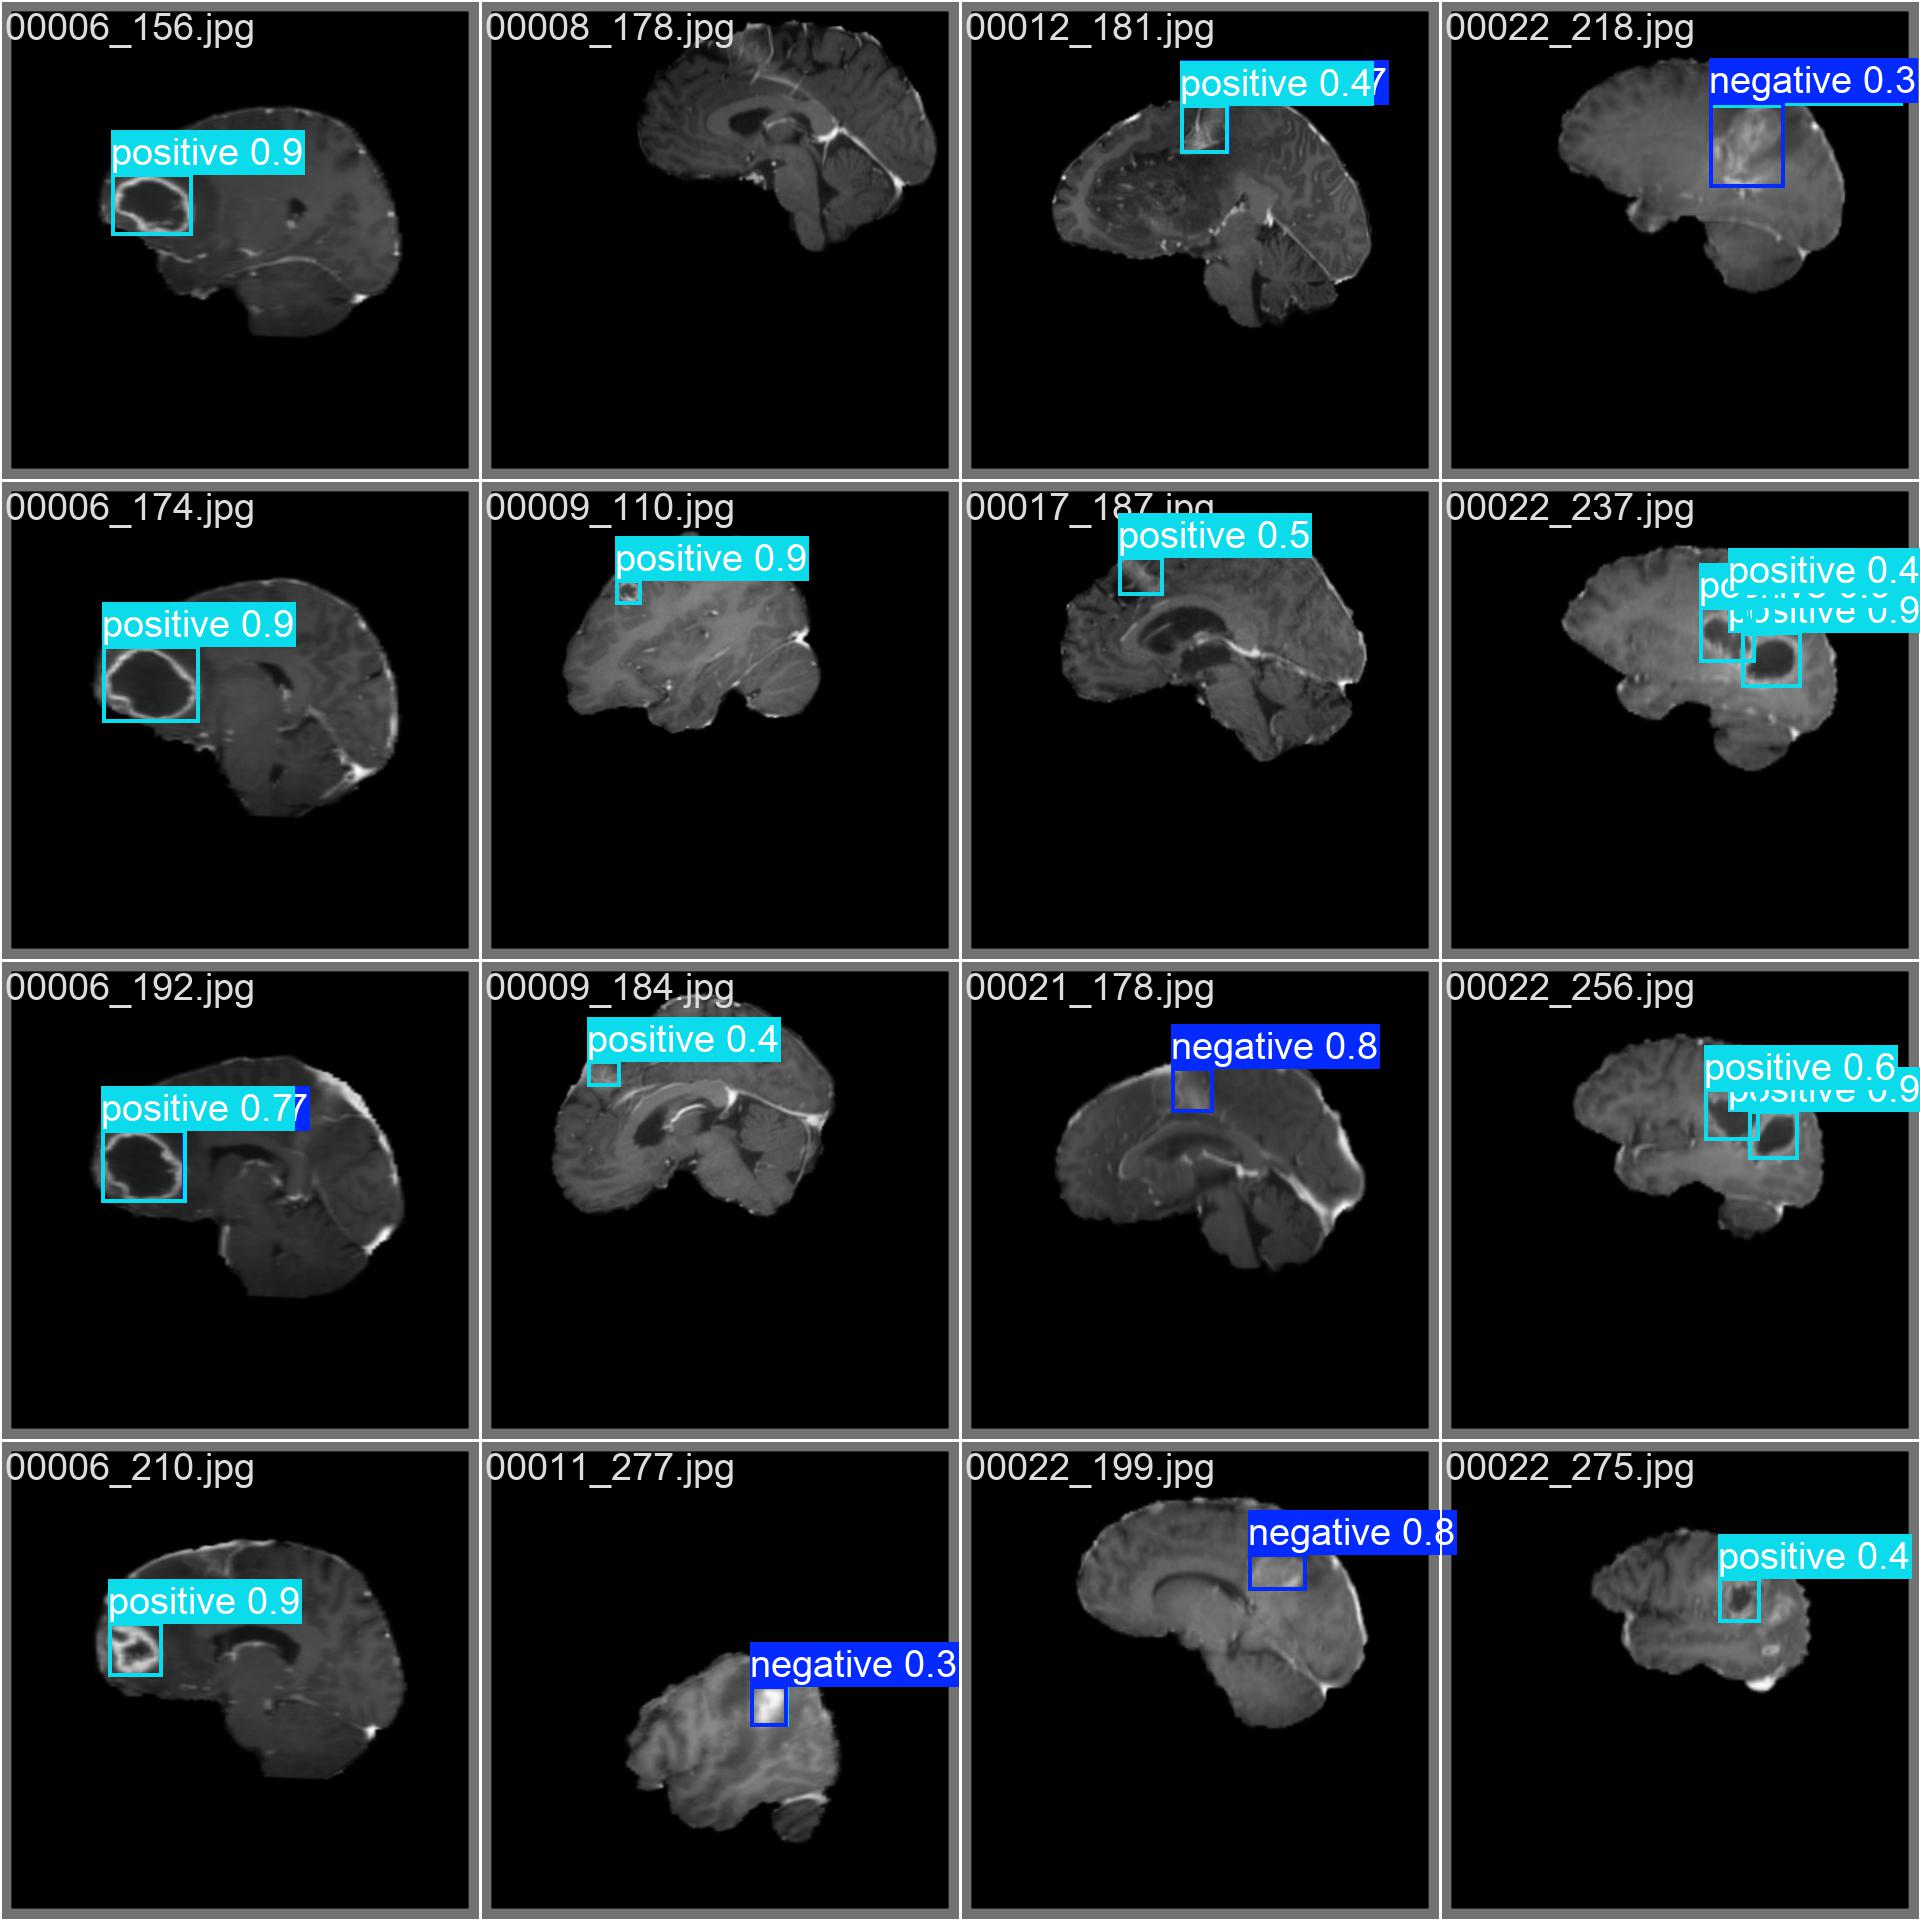 00006_156.jpg
positive 0.9
00008_178.jpg
00012_181.jpg
positive 0.47
00022_218.jpg
negative 0.3
00006_174.jpg
positive 0.9
00009_110.jpg
positive 0.9
00017_187.jpg
positive 0.5
00022_237.jpg
positive 0.4
positive 0.9
00006_192.jpg
positive 0.77
00009_184.jpg
positive 0.4
00021_178.jpg
negative 0.8
00022_256.jpg
positive 0.6
positive 0.9
00006_210.jpg
positive 0.9
00011_277.jpg
negative 0.3
00022_199.jpg
negative 0.8
00022_275.jpg
positive 0.4